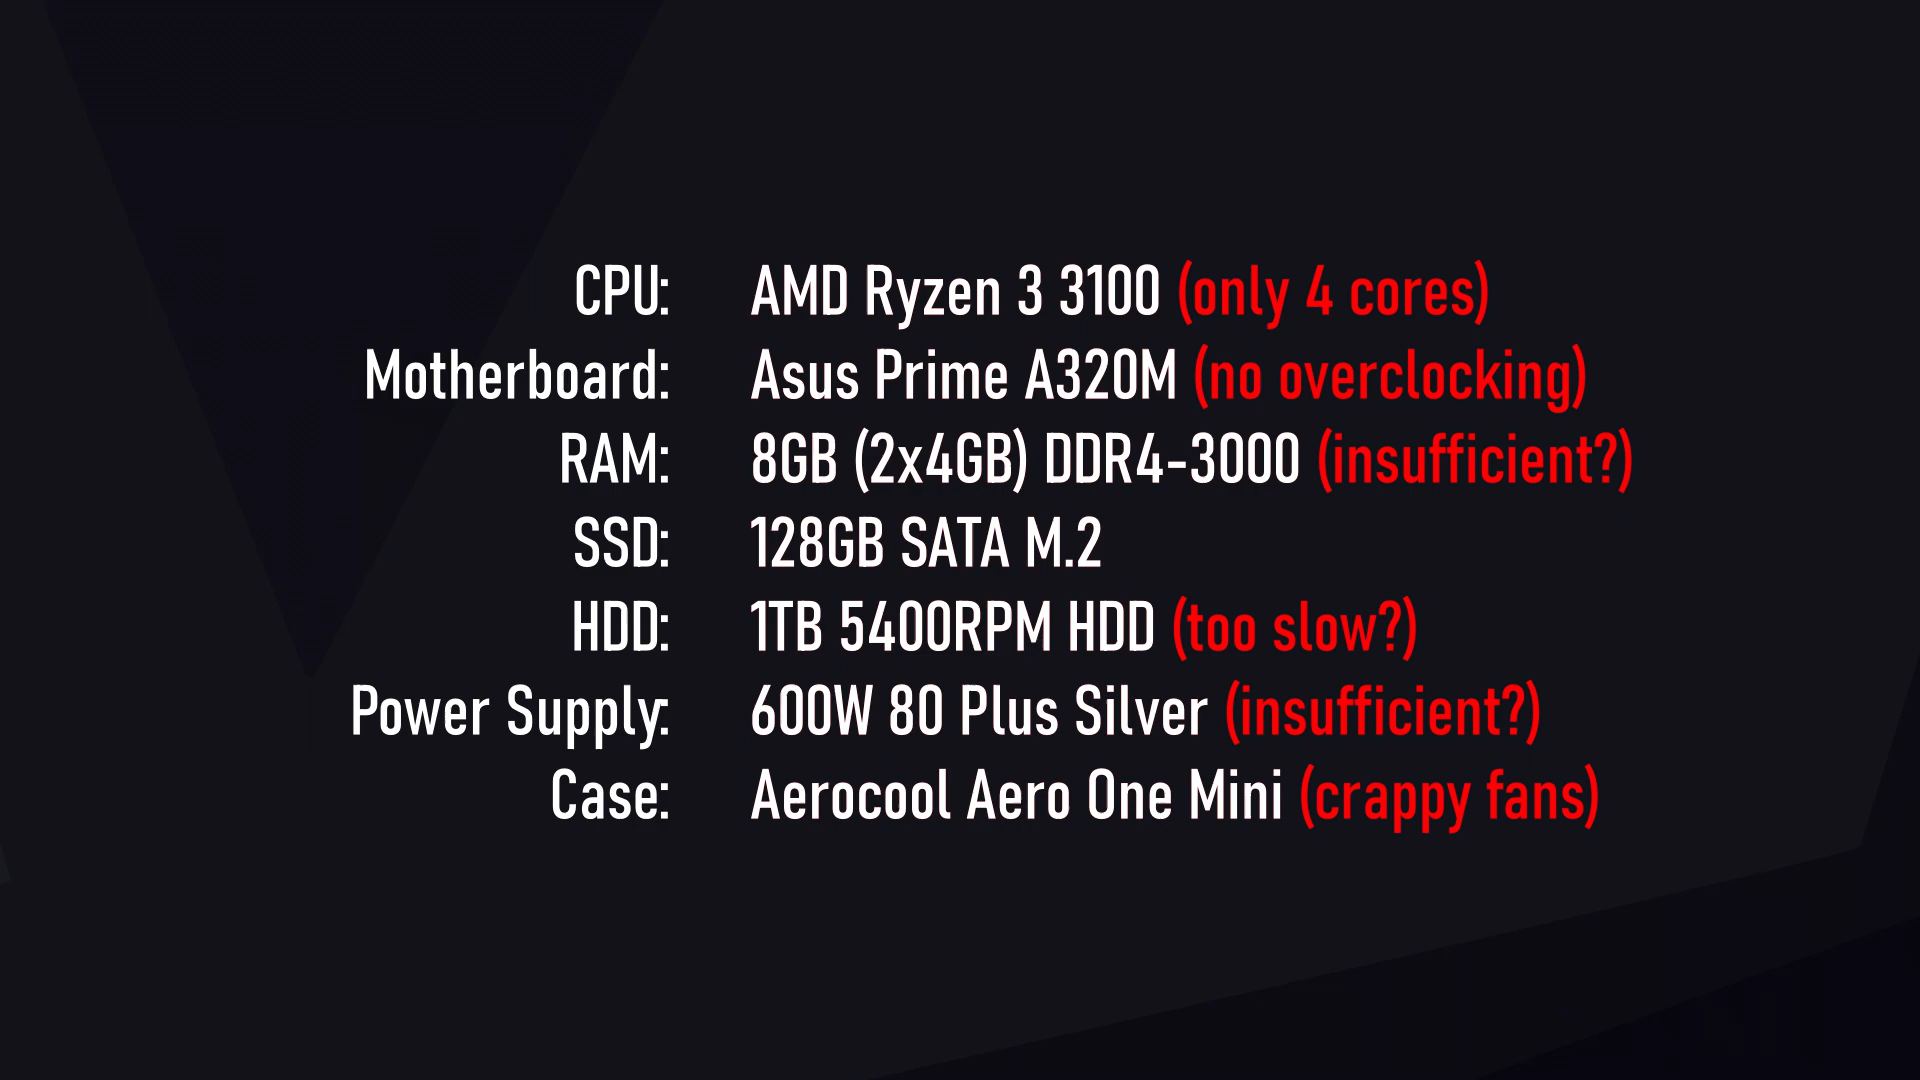 CPU: AMD Ryzen 3 3100 (only 4 cores)
Motherboard: Asus Prime A320M (no overclocking)
RAM: 8GB (2x4GB) DDR4-3000 (insufficient?)
SSD: 128GB SATA M.2
HDD: 1TB 5400RPM HDD (too slow?)
Power Supply: 600W 80 Plus Silver (insufficient?)
Case: Aerocool Aero One Mini (crappy fans)